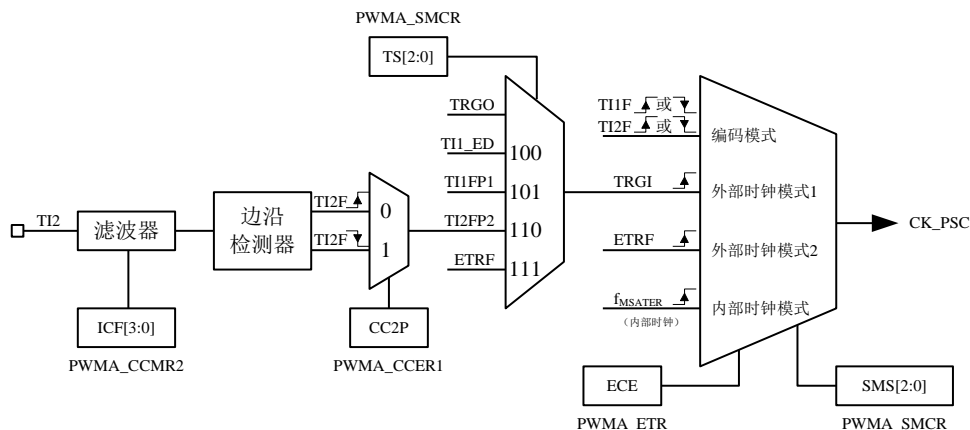 PWMA_SMCR
TS[2:0]
TRGO
TI1_ED
TI1FP1
TI2FP2
ETRF
100
101
110
111
TI2
滤波器
边沿
检测器
TI2F
TI2F
0
1
ICF[3:0]
PWMA_CCMR2
CC2P
PWMA_CCER1
TI1F 或
TI2F 或
编码模式
TRGI
外部时钟模式1
ETRF
外部时钟模式2
fMSATER
(内部时钟)
内部时钟模式
CK_PSC
ECE
PWMA_ETR
SMS[2:0]
PWMA_SMCR